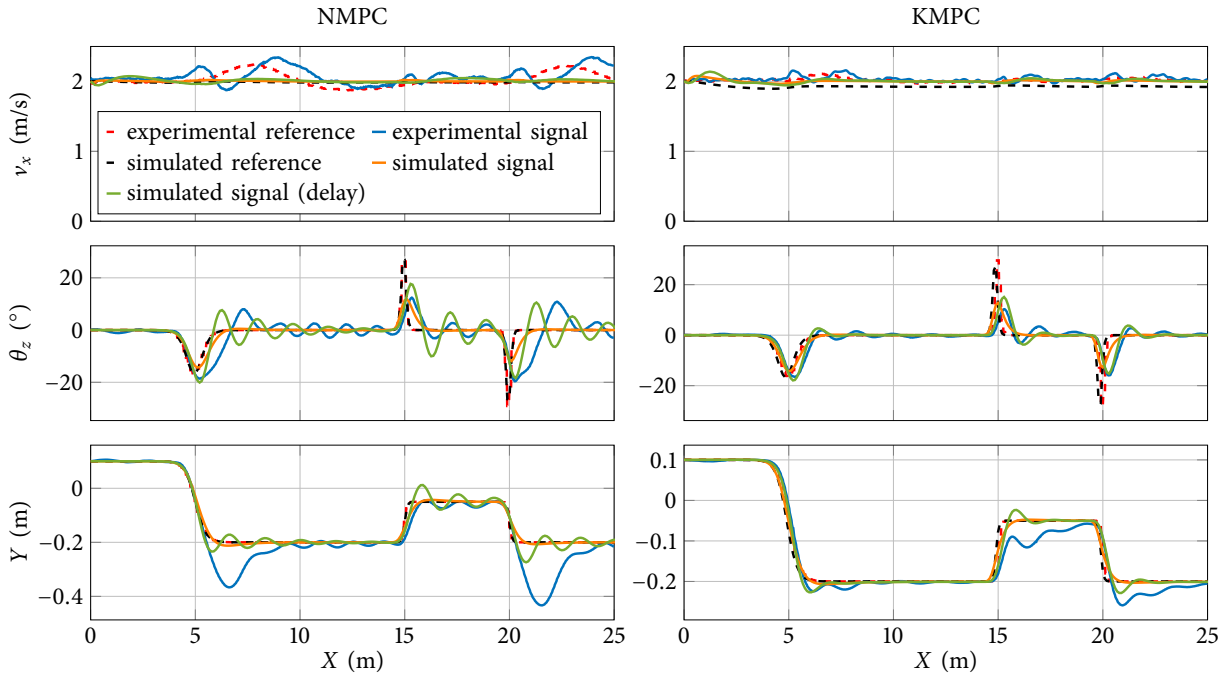 NMPC
KMPC
2
1
0
v_x (m/s)
experimental reference
experimental signal
simulated reference
simulated signal
simulated signal (delay)
2
1
0
20
0
−20
θ_z (°)
20
0
−20
0
−0.2
−0.4
Y (m)
0 5 10 15 20 25
X (m)
0.1
0
−0.1
−0.2
0 5 10 15 20 25
X (m)